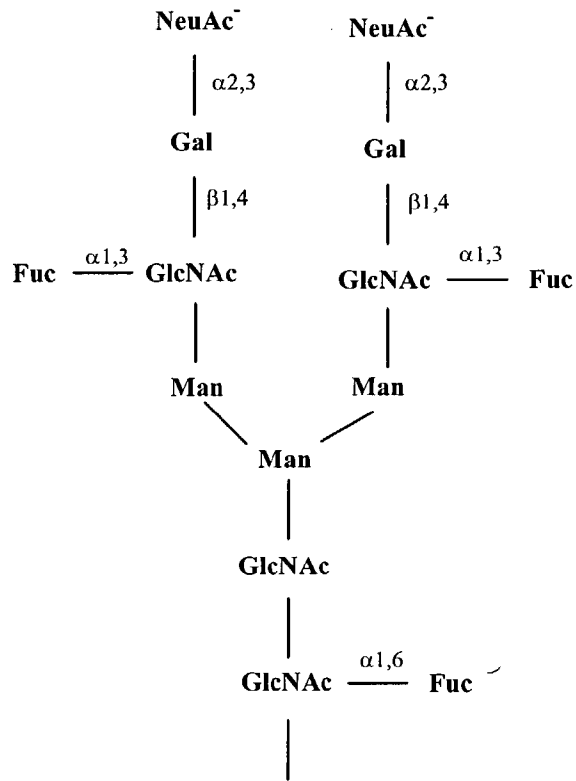 NeuAc⁻ NeuAc⁻
α2,3 α2,3
Gal Gal
β1,4 β1,4
Fuc α1,3 GlcNAc GlcNAc α1,3 Fuc
Man Man
Man
GlcNAc
GlcNAc α1,6 Fuc